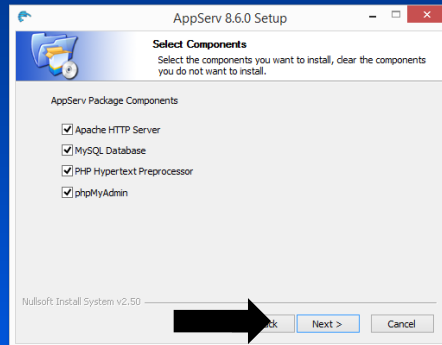 AppServ 8.6.0 Setup
Select Components
Select the components you want to install, clear the components
you do not want to install.
AppServ Package Components
Apache HTTP Server
MySQL Database
PHP Hypertext Preprocessor
phpMyAdmin
Nullsoft Install System v2.50
Next >
Cancel